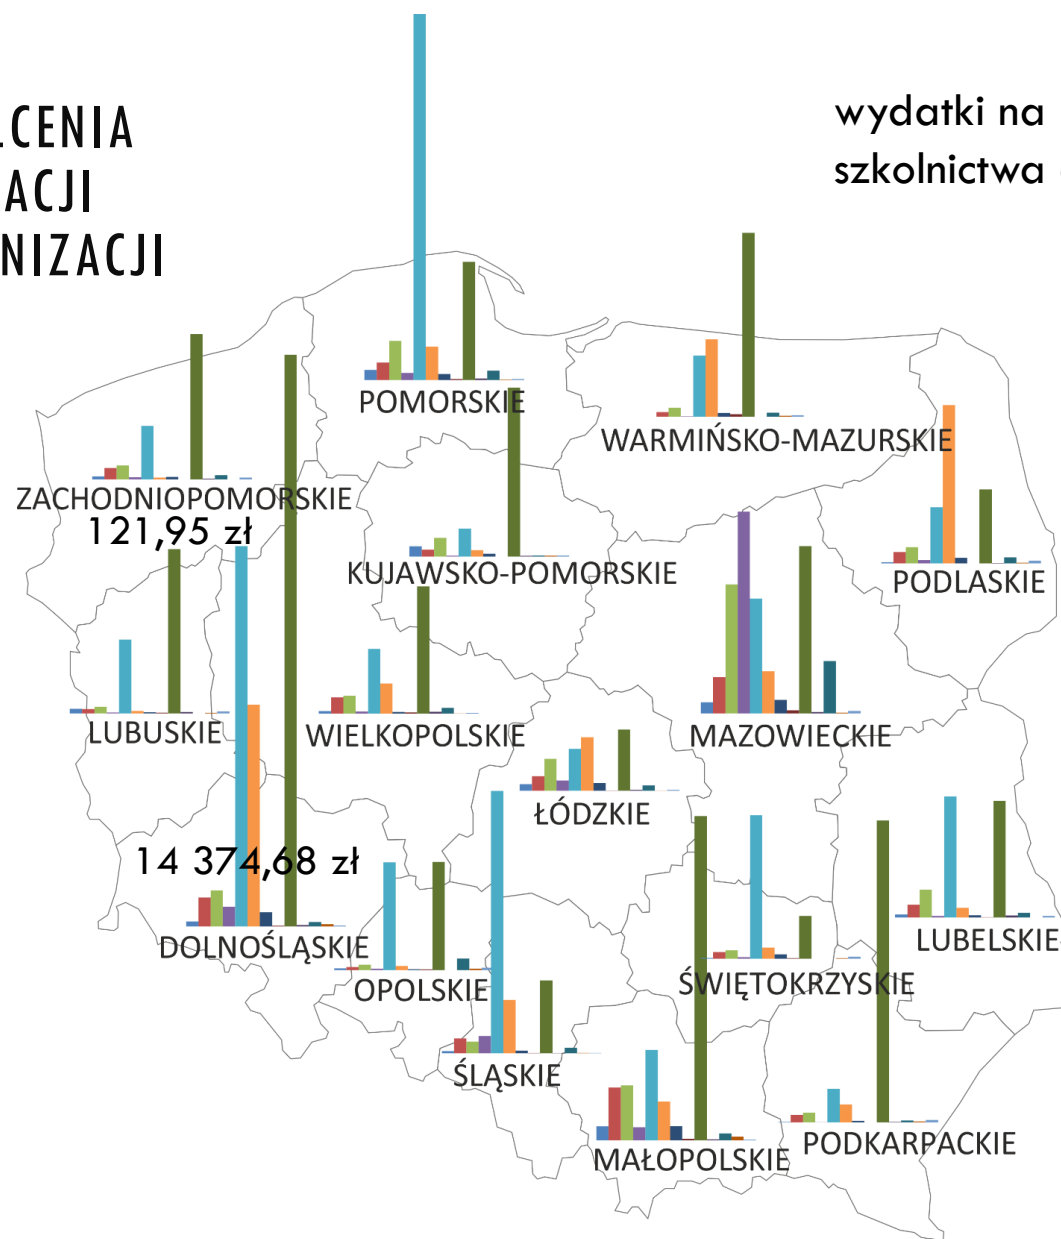 LCENIA
ACJI
NIZACJI
wydatki na
szkolnictwa
POMORSKIE
WARMIŃSKO-MAZURSKIE
ZACHODNIOPOMORSKIE
121,95 zł
KUJAWSKO-POMORSKIE
PODLASKIE
LUBUSKIE
WIELKOPOLSKIE
MAZOWIECKIE
ŁÓDZKIE
14 374,68 zł
DOLNOŚLĄSKIE
OPOLSKIE
ŚWIĘTOKRZYSKIE
LUBELSKIE
ŚLĄSKIE
MAŁOPOLSKIE
PODKARPACKIE